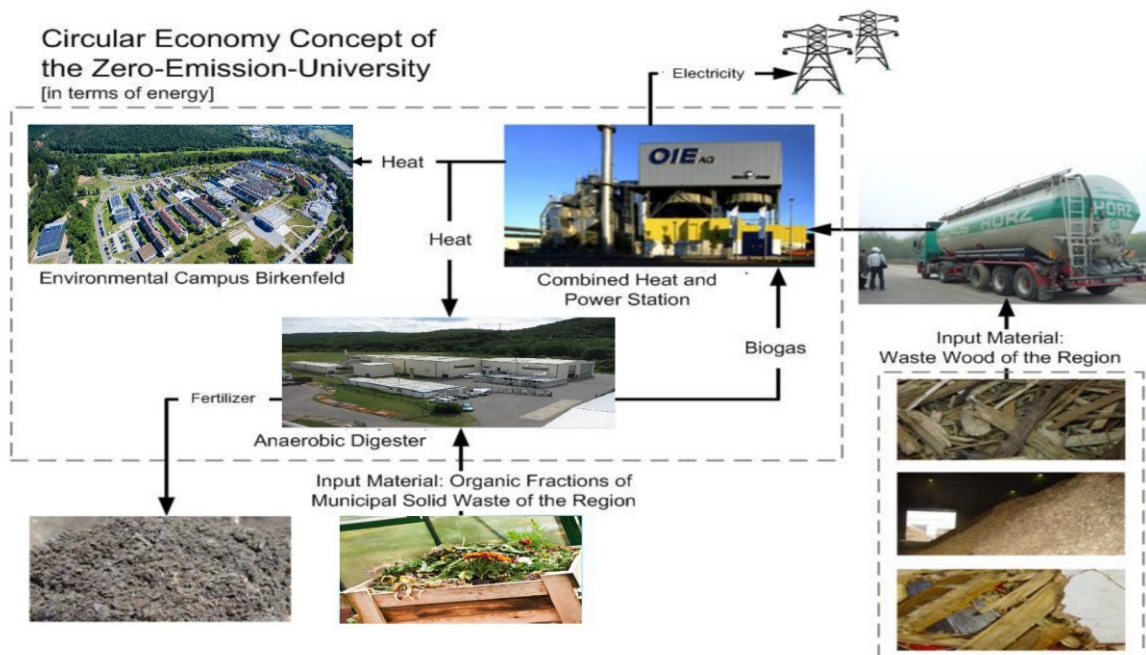 Circular Economy Concept of
the Zero-Emission-University
[in terms of energy]
Electricity
Heat
OIE AG
HORZ
Heat
Environmental Campus Birkenfeld
Combined Heat and
Power Station
Input Material:
Waste Wood of the Region
Biogas
Fertilizer
Anaerobic Digester
Input Material: Organic Fractions of
Municipal Solid Waste of the Region